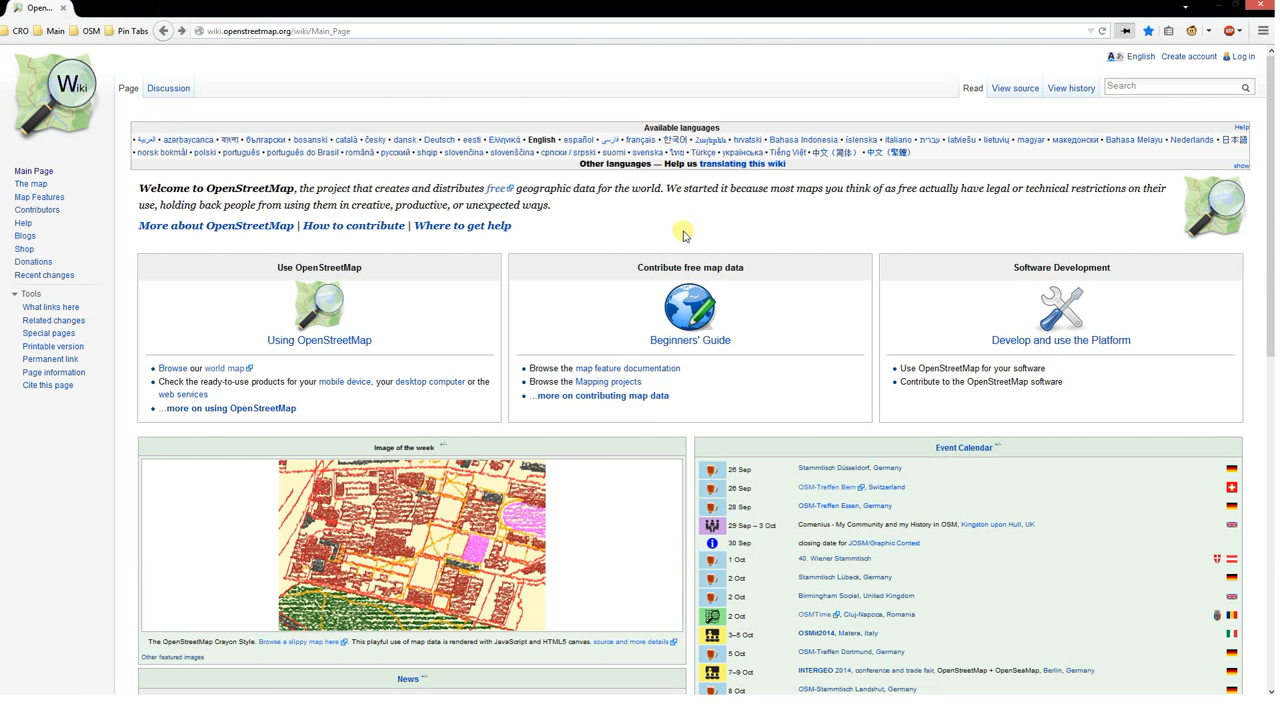 Open...
CRO Main OSM Pin Tabs wiki.openstreetmap.org/wiki/Main_Page
English Create account Log in
Wiki
Page Discussion Read View source View history Search
Available languages Help
العربية • azərbaycanca • বাংলা • български • bosanski • català • česky • dansk • Deutsch • eesti • Ελληνικά • English • español • فارسی • français • 한국어 • Հայերեն • hrvatski • Bahasa Indonesia • íslenska • italiano • עברית • latviešu • lietuvių • magyar • македонски • Bahasa Melayu • Nederlands • 日本語
• norsk bokmål • polski • português • português do Brasil • română • русский • shqip • slovenčina • slovenščina • српски / srpski • suomi • svenska • ไทย • Türkçe • українська • Tiếng Việt • 中文（简体） • 中文（繁體）
Other languages — Help us translating this wiki show
Main Page
The map
Map Features
Contributors
Help
Blogs
Shop
Donations
Recent changes
Tools
What links here
Related changes
Special pages
Printable version
Permanent link
Page information
Cite this page
Welcome to OpenStreetMap, the project that creates and distributes free geographic data for the world. We started it because most maps you think of as free actually have legal or technical restrictions on their
use, holding back people from using them in creative, productive, or unexpected ways.
More about OpenStreetMap | How to contribute | Where to get help
Use OpenStreetMap
Using OpenStreetMap
• Browse our world map
• Check the ready-to-use products for your mobile device, your desktop computer or the
web services
• ...more on using OpenStreetMap
Contribute free map data
Beginners' Guide
• Browse the map feature documentation
• Browse the Mapping projects
• ...more on contributing map data
Software Development
Develop and use the Platform
• Use OpenStreetMap for your software
• Contribute to the OpenStreetMap software
Image of the week +/-
The OpenStreetMap Crayon Style. Browse a slippy map here. This playful use of map data is rendered with JavaScript and HTML5 canvas. source and more details
Other featured images
News +/-
Event Calendar +/-
26 Sep Stammtisch Düsseldorf, Germany
26 Sep OSM-Treffen Bern, Switzerland
28 Sep OSM-Treffen Essen, Germany
29 Sep – 3 Oct Comenius - My Community and my History in OSM, Kingston upon Hull, UK
30 Sep closing date for JOSM/Graphic Contest
1 Oct 40. Wiener Stammtisch
2 Oct Stammtisch Lübeck, Germany
2 Oct Birmingham Social, United Kingdom
2 Oct OSMTime, Cluj-Napoca, Romania
3–5 Oct OSMit2014, Matera, Italy
5 Oct OSM-Treffen Dortmund, Germany
7–9 Oct INTERGEO 2014, conference and trade fair, OpenStreetMap + OpenSeaMap, Berlin, Germany
8 Oct OSM-Stammtisch Landshut, Germany